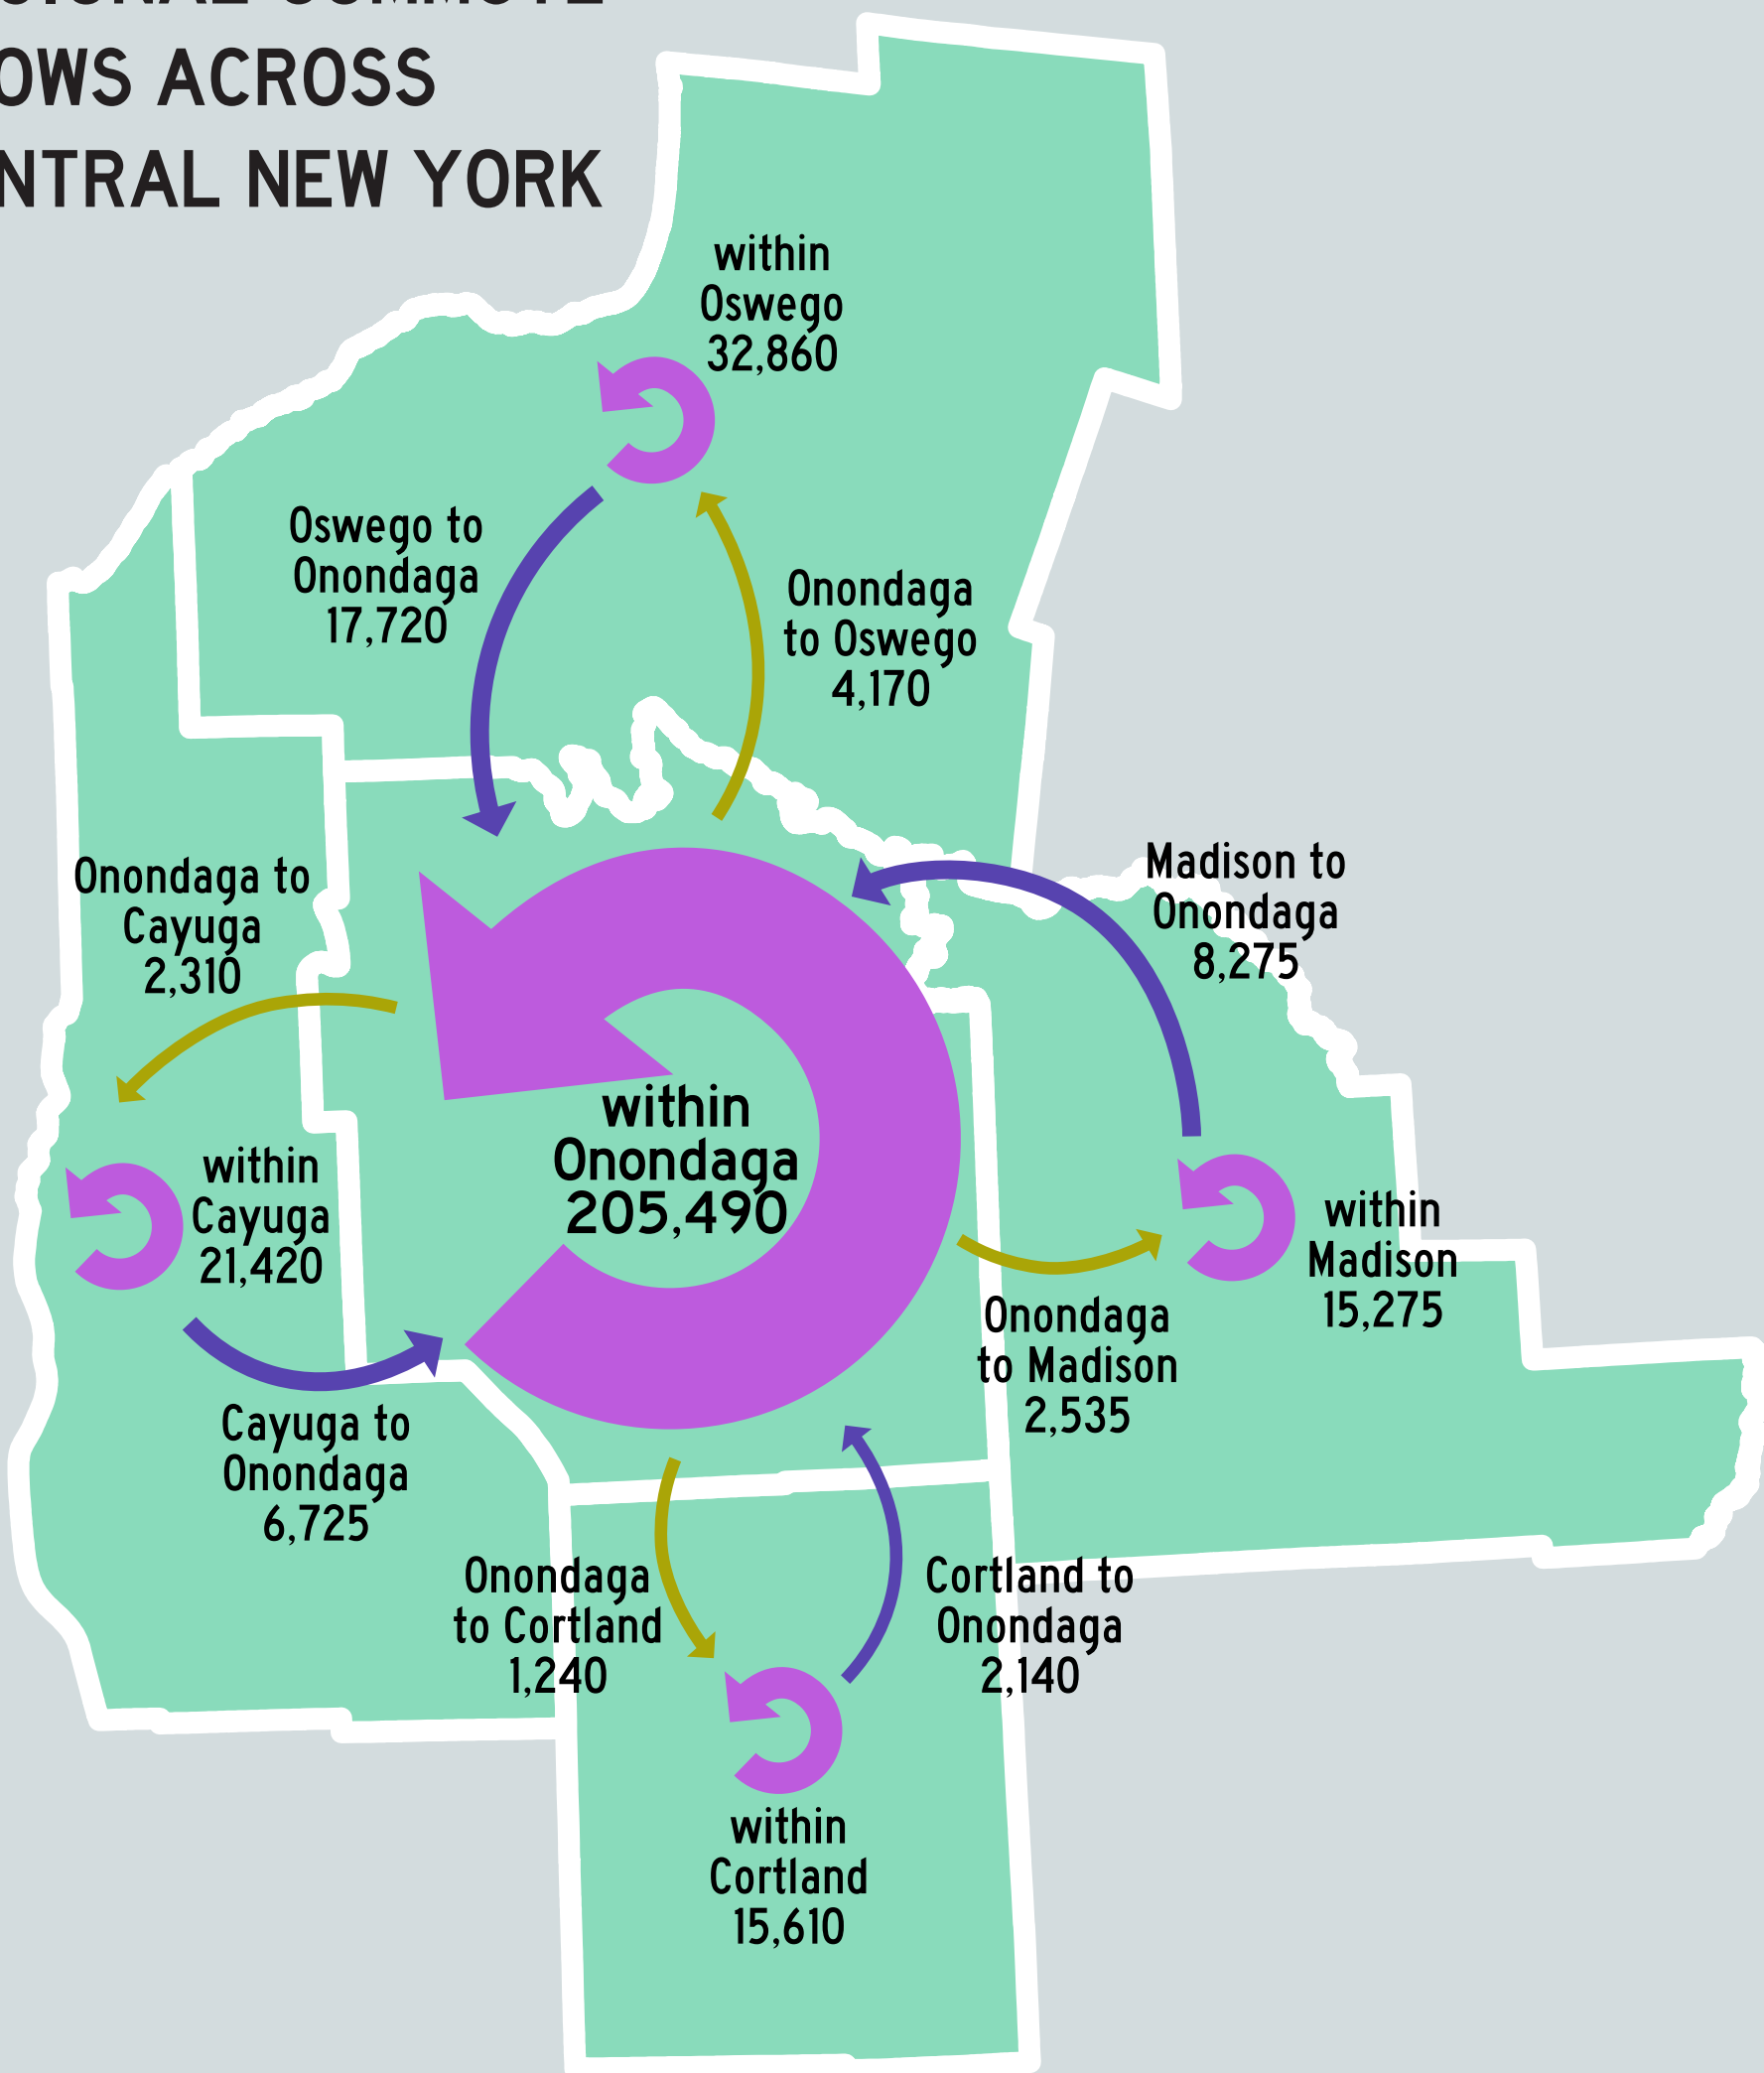 OWS ACROSS
NTRAL NEW YORK
within
Oswego
32,860
Oswego to
Onondaga
17,720
Onondaga
to Oswego
4,170
Onondaga to
Cayuga
2,310
Madison to
Onondaga
8,275
within
Onondaga
205,490
within
Cayuga
21,420
within
Madison
15,275
Onondaga
to Madison
2,535
Cayuga to
Onondaga
6,725
Onondaga
to Cortland
1,240
Cortland to
Onondaga
2,140
within
Cortland
15,610